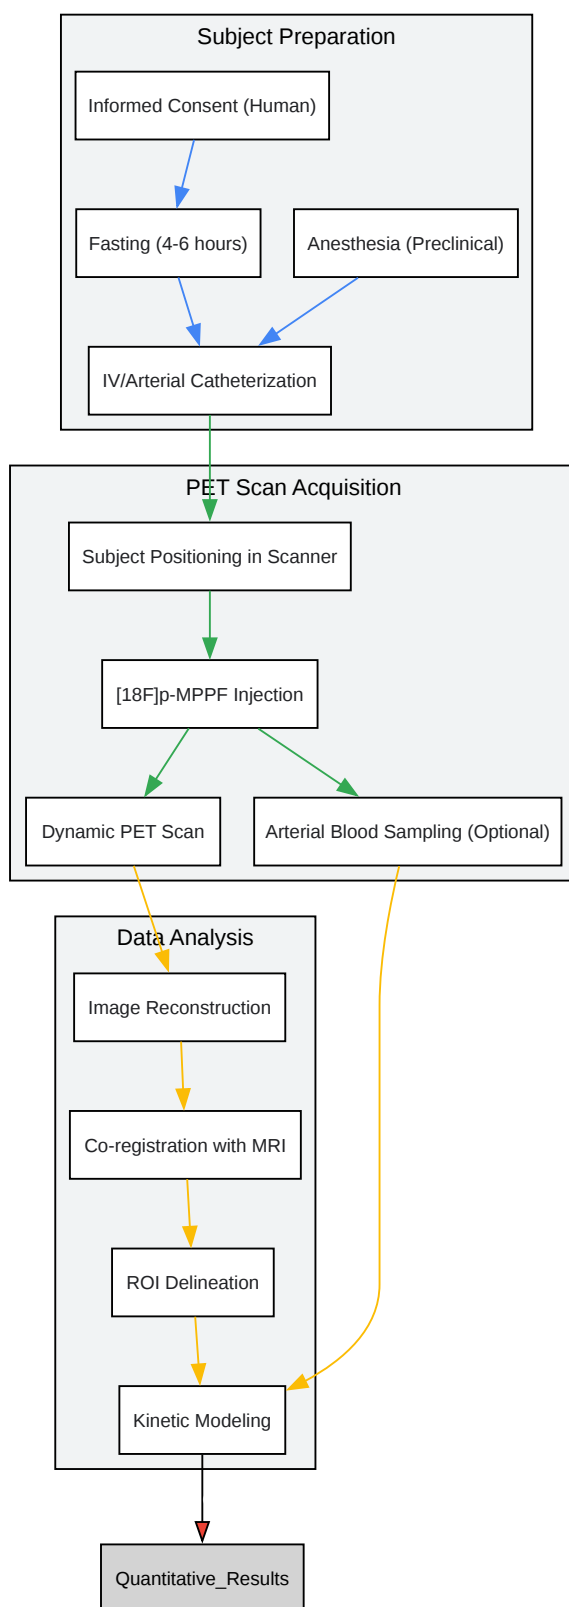 Subject Preparation
Informed Consent (Human)
Fasting (4-6 hours)
Anesthesia (Preclinical)
IV/Arterial Catheterization
PET Scan Acquisition
Subject Positioning in Scanner
[18F]p-MPPF Injection
Dynamic PET Scan
Arterial Blood Sampling (Optional)
Data Analysis
Image Reconstruction
Co-registration with MRI
ROI Delineation
Kinetic Modeling
Quantitative_Results